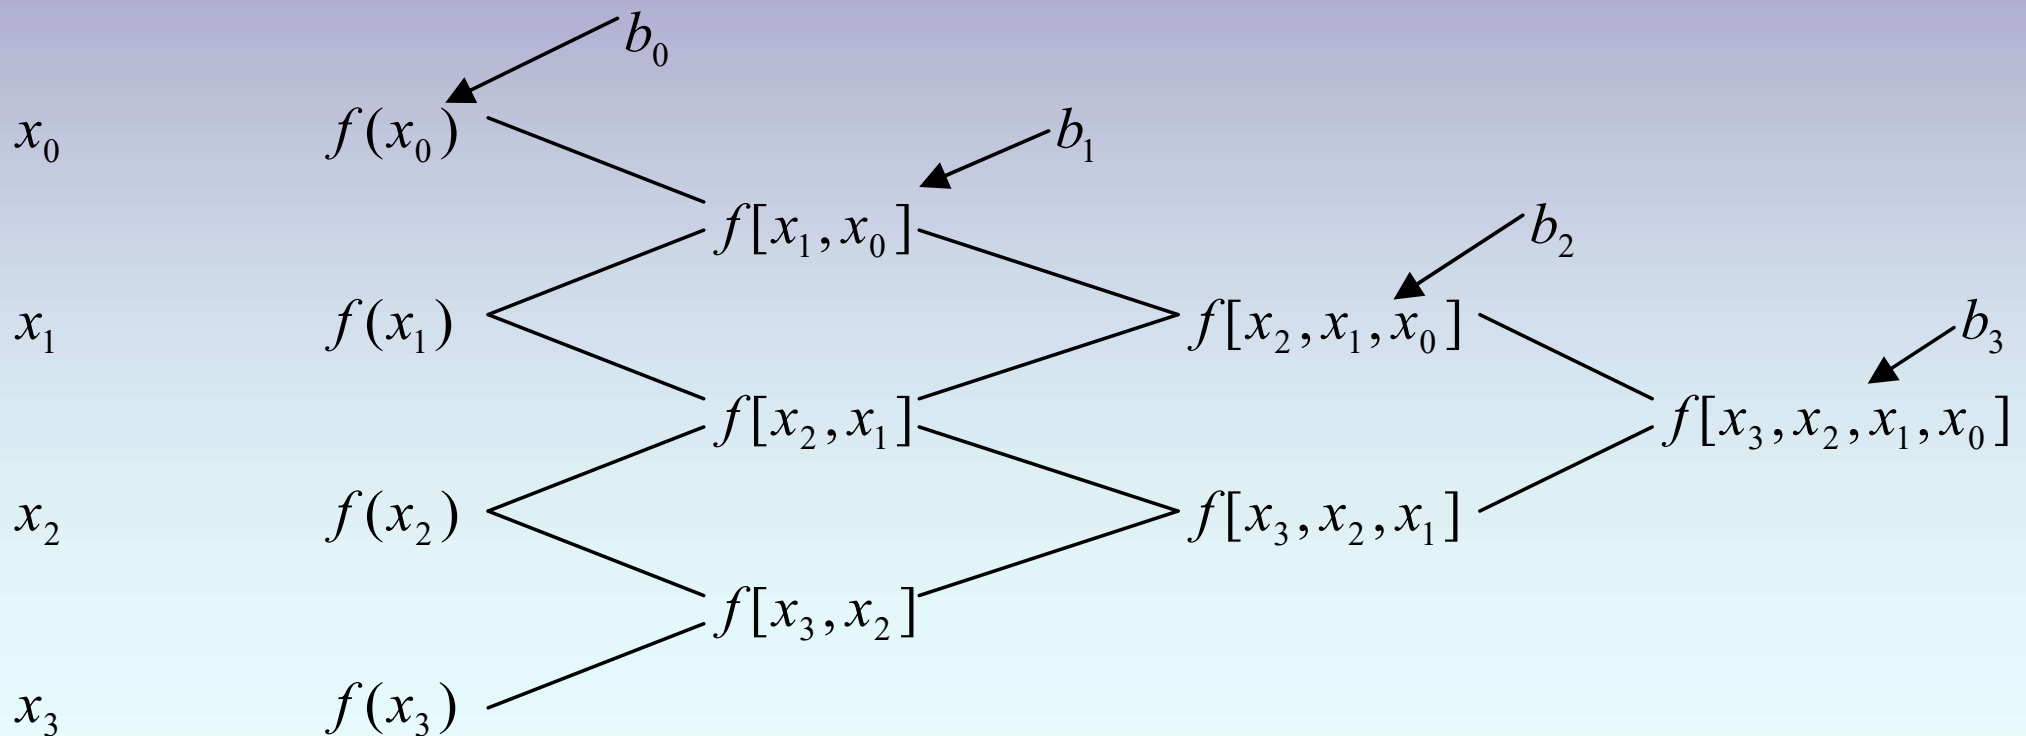 b₀
x₀ f(x₀) b₁
f[x₁, x₀] b₂
x₁ f(x₁) f[x₂, x₁, x₀] b₃
f[x₂, x₁] f[x₃, x₂, x₁, x₀]
x₂ f(x₂) f[x₃, x₂, x₁]
f[x₃, x₂]
x₃ f(x₃)